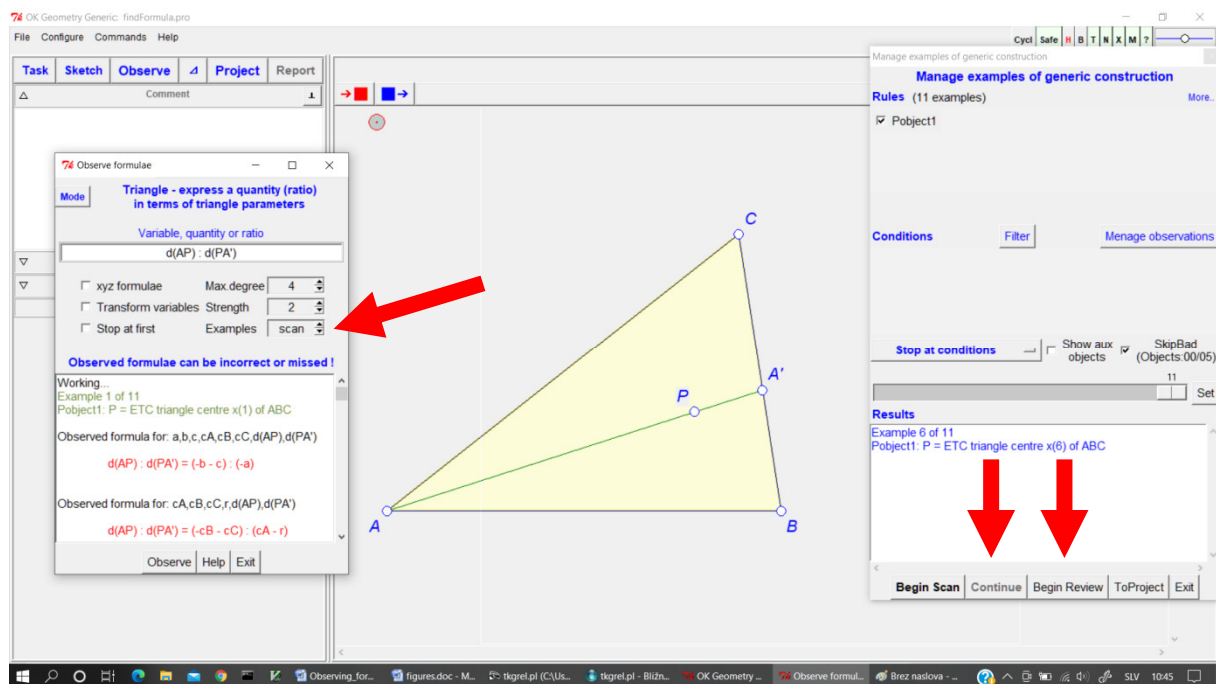 OK Geometry Generic: findFormula.pro
File Configure Commands Help
Cycl Safe H B T N X M ?
Task Sketch Observe ⊿ Project Report
Comment
Observe formulae
Mode
Triangle - express a quantity (ratio)
in terms of triangle parameters
Variable, quantity or ratio
d(AP) : d(PA')
xyz formulae Max.degree 4
Transform variables Strength 2
Stop at first Examples scan
Observed formulae can be incorrect or missed !
Working...
Example 1 of 11
Pobject1: P = ETC triangle centre x(1) of ABC
Observed formula for: a,b,c,cA,cB,cC,d(AP),d(PA')
d(AP) : d(PA') = (-b - c) : (-a)
Observed formula for: cA,cB,cC,r,d(AP),d(PA')
d(AP) : d(PA') = (-cB - cC) : (cA - r)
Observe Help Exit
C
A'
P
A
B
Manage examples of generic construction
Manage examples of generic construction
Rules (11 examples) More..
Pobject1
Conditions Filter Menage observations
Stop at conditions Show aux objects SkipBad (Objects:00/05)
11
Set
Results
Example 6 of 11
Pobject1: P = ETC triangle centre x(6) of ABC
Begin Scan Continue Begin Review ToProject Exit
Observing_for... figures.doc - M... tkgrel.pl (C:\Us... tkgrel.pl - Bližn... OK Geometry ... Observe formul... Brez naslova - ... SLV 10:45